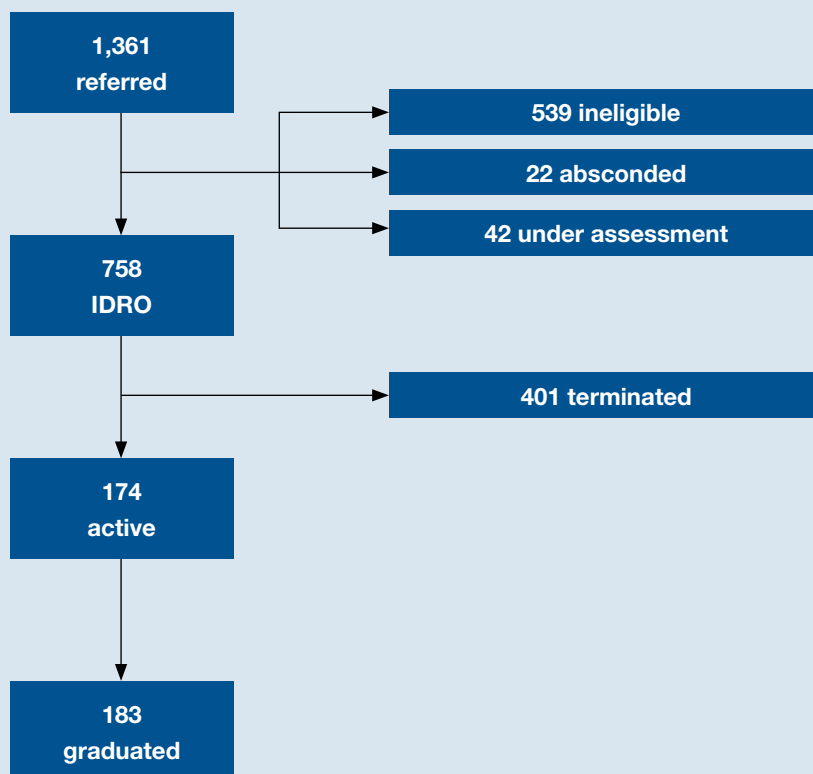 1,361
referred
539 ineligible
22 absconded
42 under assessment
758
IDRO
401 terminated
174
active
183
graduated